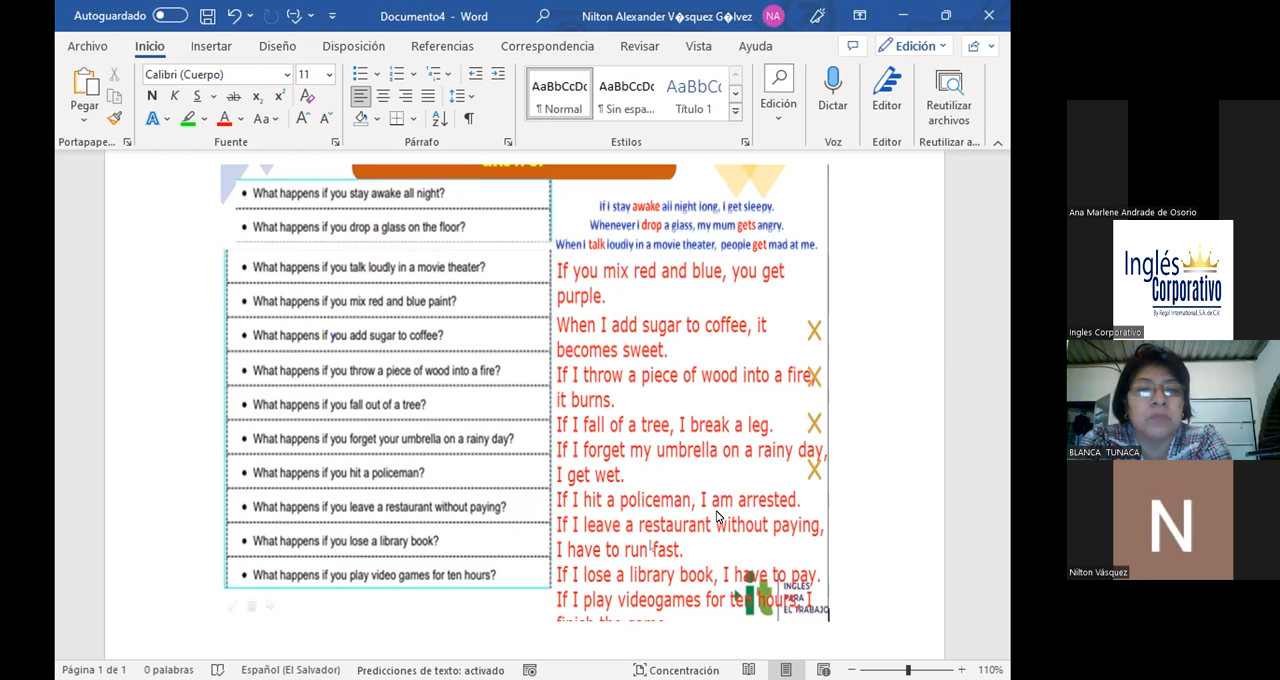 Autoguardado
Documento4 - Word
Nilton Alexander V�squez G�lvez
NA
Archivo Inicio Insertar Diseño Disposición Referencias Correspondencia Revisar Vista Ayuda
Edición
Pegar
Calibri (Cuerpo) 11
N K S ab x₂ x²
A A Aa A A
AaBbCcDc AaBbCcDc AaBbCc
¶ Normal ¶ Sin espa... Título 1
Edición
Dictar
Editor
Reutilizar archivos
Portapape... Fuente Párrafo Estilos Voz Editor Reutilizar a...
• What happens if you stay awake all night?
• What happens if you drop a glass on the floor?
• What happens if you talk loudly in a movie theater?
• What happens if you mix red and blue paint?
• What happens if you add sugar to coffee?
• What happens if you throw a piece of wood into a fire?
• What happens if you fall out of a tree?
• What happens if you forget your umbrella on a rainy day?
• What happens if you hit a policeman?
• What happens if you leave a restaurant without paying?
• What happens if you lose a library book?
• What happens if you play video games for ten hours?
If I stay awake all night long, I get sleepy.
Whenever I drop a glass, my mum gets angry.
When I talk loudly in a movie theater, people get mad at me.
If you mix red and blue, you get
purple.
When I add sugar to coffee, it
becomes sweet.
If I throw a piece of wood into a fire,
it burns.
If I fall of a tree, I break a leg.
If I forget my umbrella on a rainy day,
I get wet.
If I hit a policeman, I am arrested.
If I leave a restaurant without paying,
I have to run fast.
If I lose a library book, I have to pay.
If I play videogames for ten hours, I
X
X
X
X
it
INGLÉS
PARA
EL TRABAJO
Página 1 de 1 0 palabras Español (El Salvador) Predicciones de texto: activado Concentración 110%
Ana Marlene Andrade de Osorio
Inglés
Corporativo
By Regal International, S.A. de C.V.
Ingles Corporativo
BLANCA TUNACA
N
Nilton Vásquez